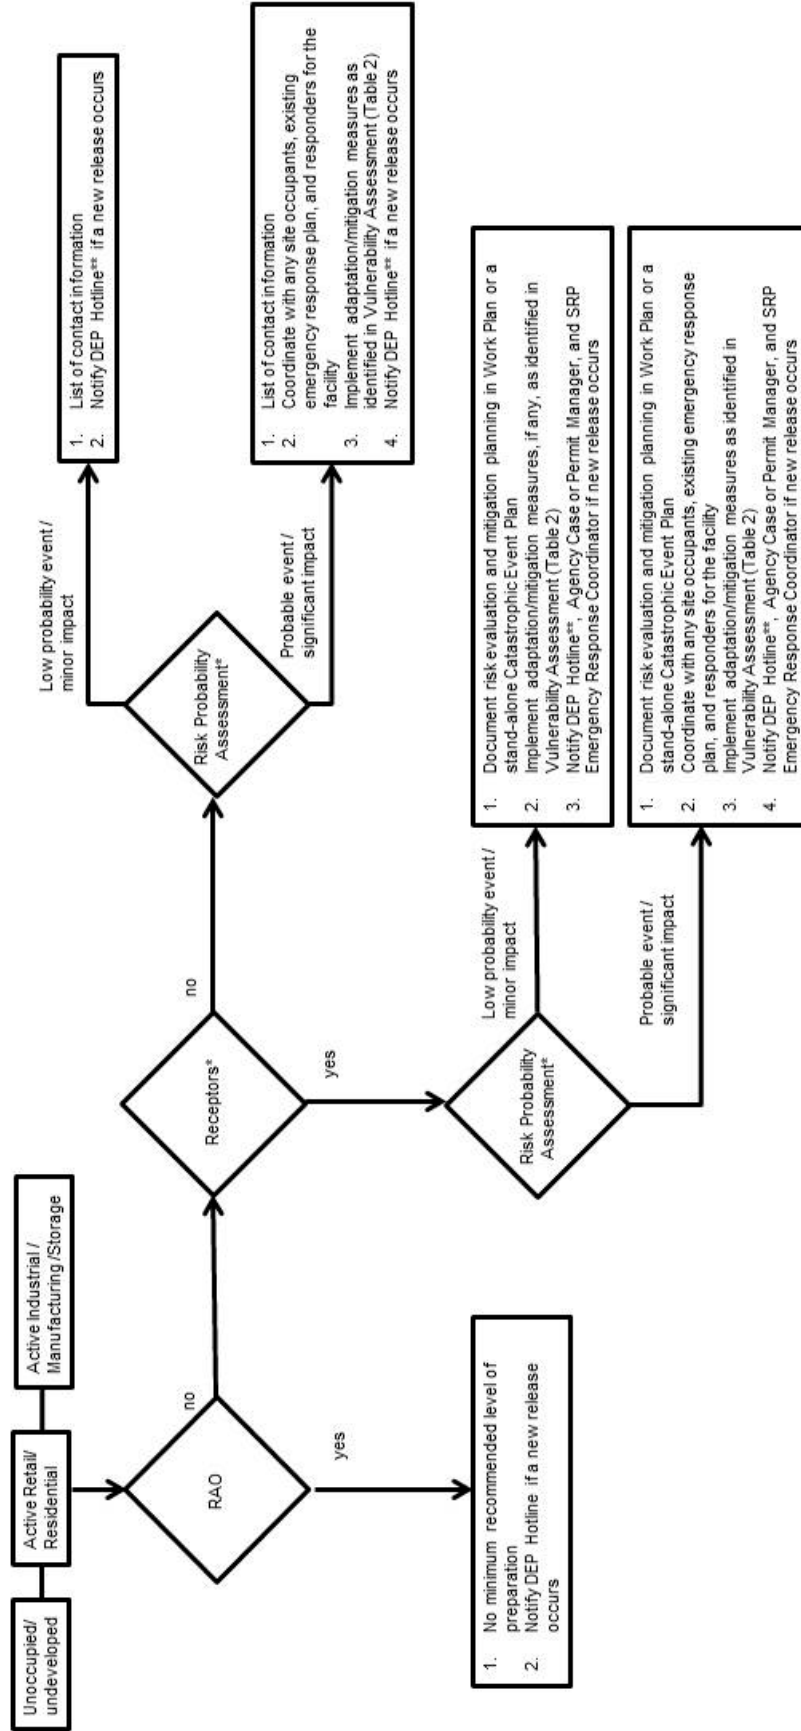 Unoccupied/
undeveloped
Active Retail/
Residential
Active Industrial /
Manufacturing /Storage
RAO
no
yes
1. No minimum recommended level of
preparation
2. Notify DEP Hotline if a new release
occurs
Receptors*
no
yes
Risk Probability
Assessment*
Low probability event /
minor impact
1. List of contact information
2. Notify DEP Hotline** if a new release occurs
Probable event /
significant impact
1. List of contact information
2. Coordinate with any site occupants, existing
emergency response plan, and responders for the
facility
3. Implement adaptation/mitigation measures as
identified in Vulnerability Assessment (Table 2)
4. Notify DEP Hotline** if a new release occurs
Risk Probability
Assessment*
Low probability event /
minor impact
1. Document risk evaluation and mitigation planning in Work Plan or a
stand-alone Catastrophic Event Plan
2. Implement adaptation/mitigation measures, if any, as identified in
Vulnerability Assessment (Table 2)
3. Notify DEP Hotline**, Agency Case or Permit Manager, and SRP
Emergency Response Coordinator if new release occurs
Probable event /
significant impact
1. Document risk evaluation and mitigation planning in Work Plan or a
stand-alone Catastrophic Event Plan
2. Coordinate with any site occupants, existing emergency response
plan, and responders for the facility
3. Implement adaptation/mitigation measures as identified in
Vulnerability Assessment (Table 2)
4. Notify DEP Hotline**, Agency Case or Permit Manager, and SRP
Emergency Response Coordinator if new release occurs